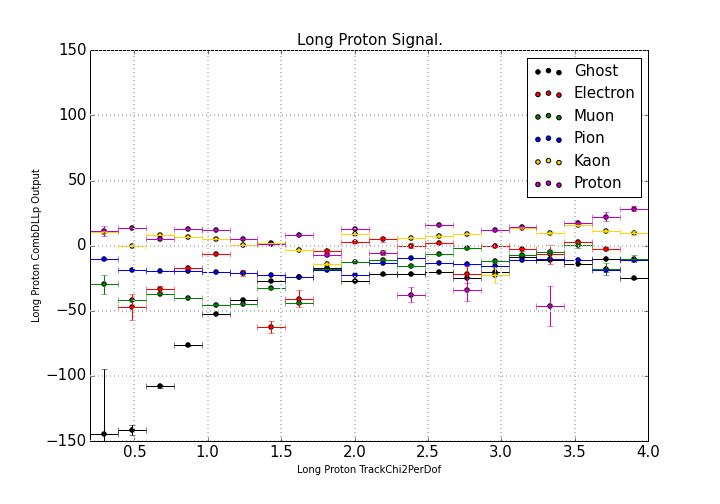 Long Proton Signal.
150
100
50
0
−50
−100
−150
Long Proton CombDLLp Output
Ghost
Electron
Muon
Pion
Kaon
Proton
0.5 1.0 1.5 2.0 2.5 3.0 3.5 4.0
Long Proton TrackChi2PerDof